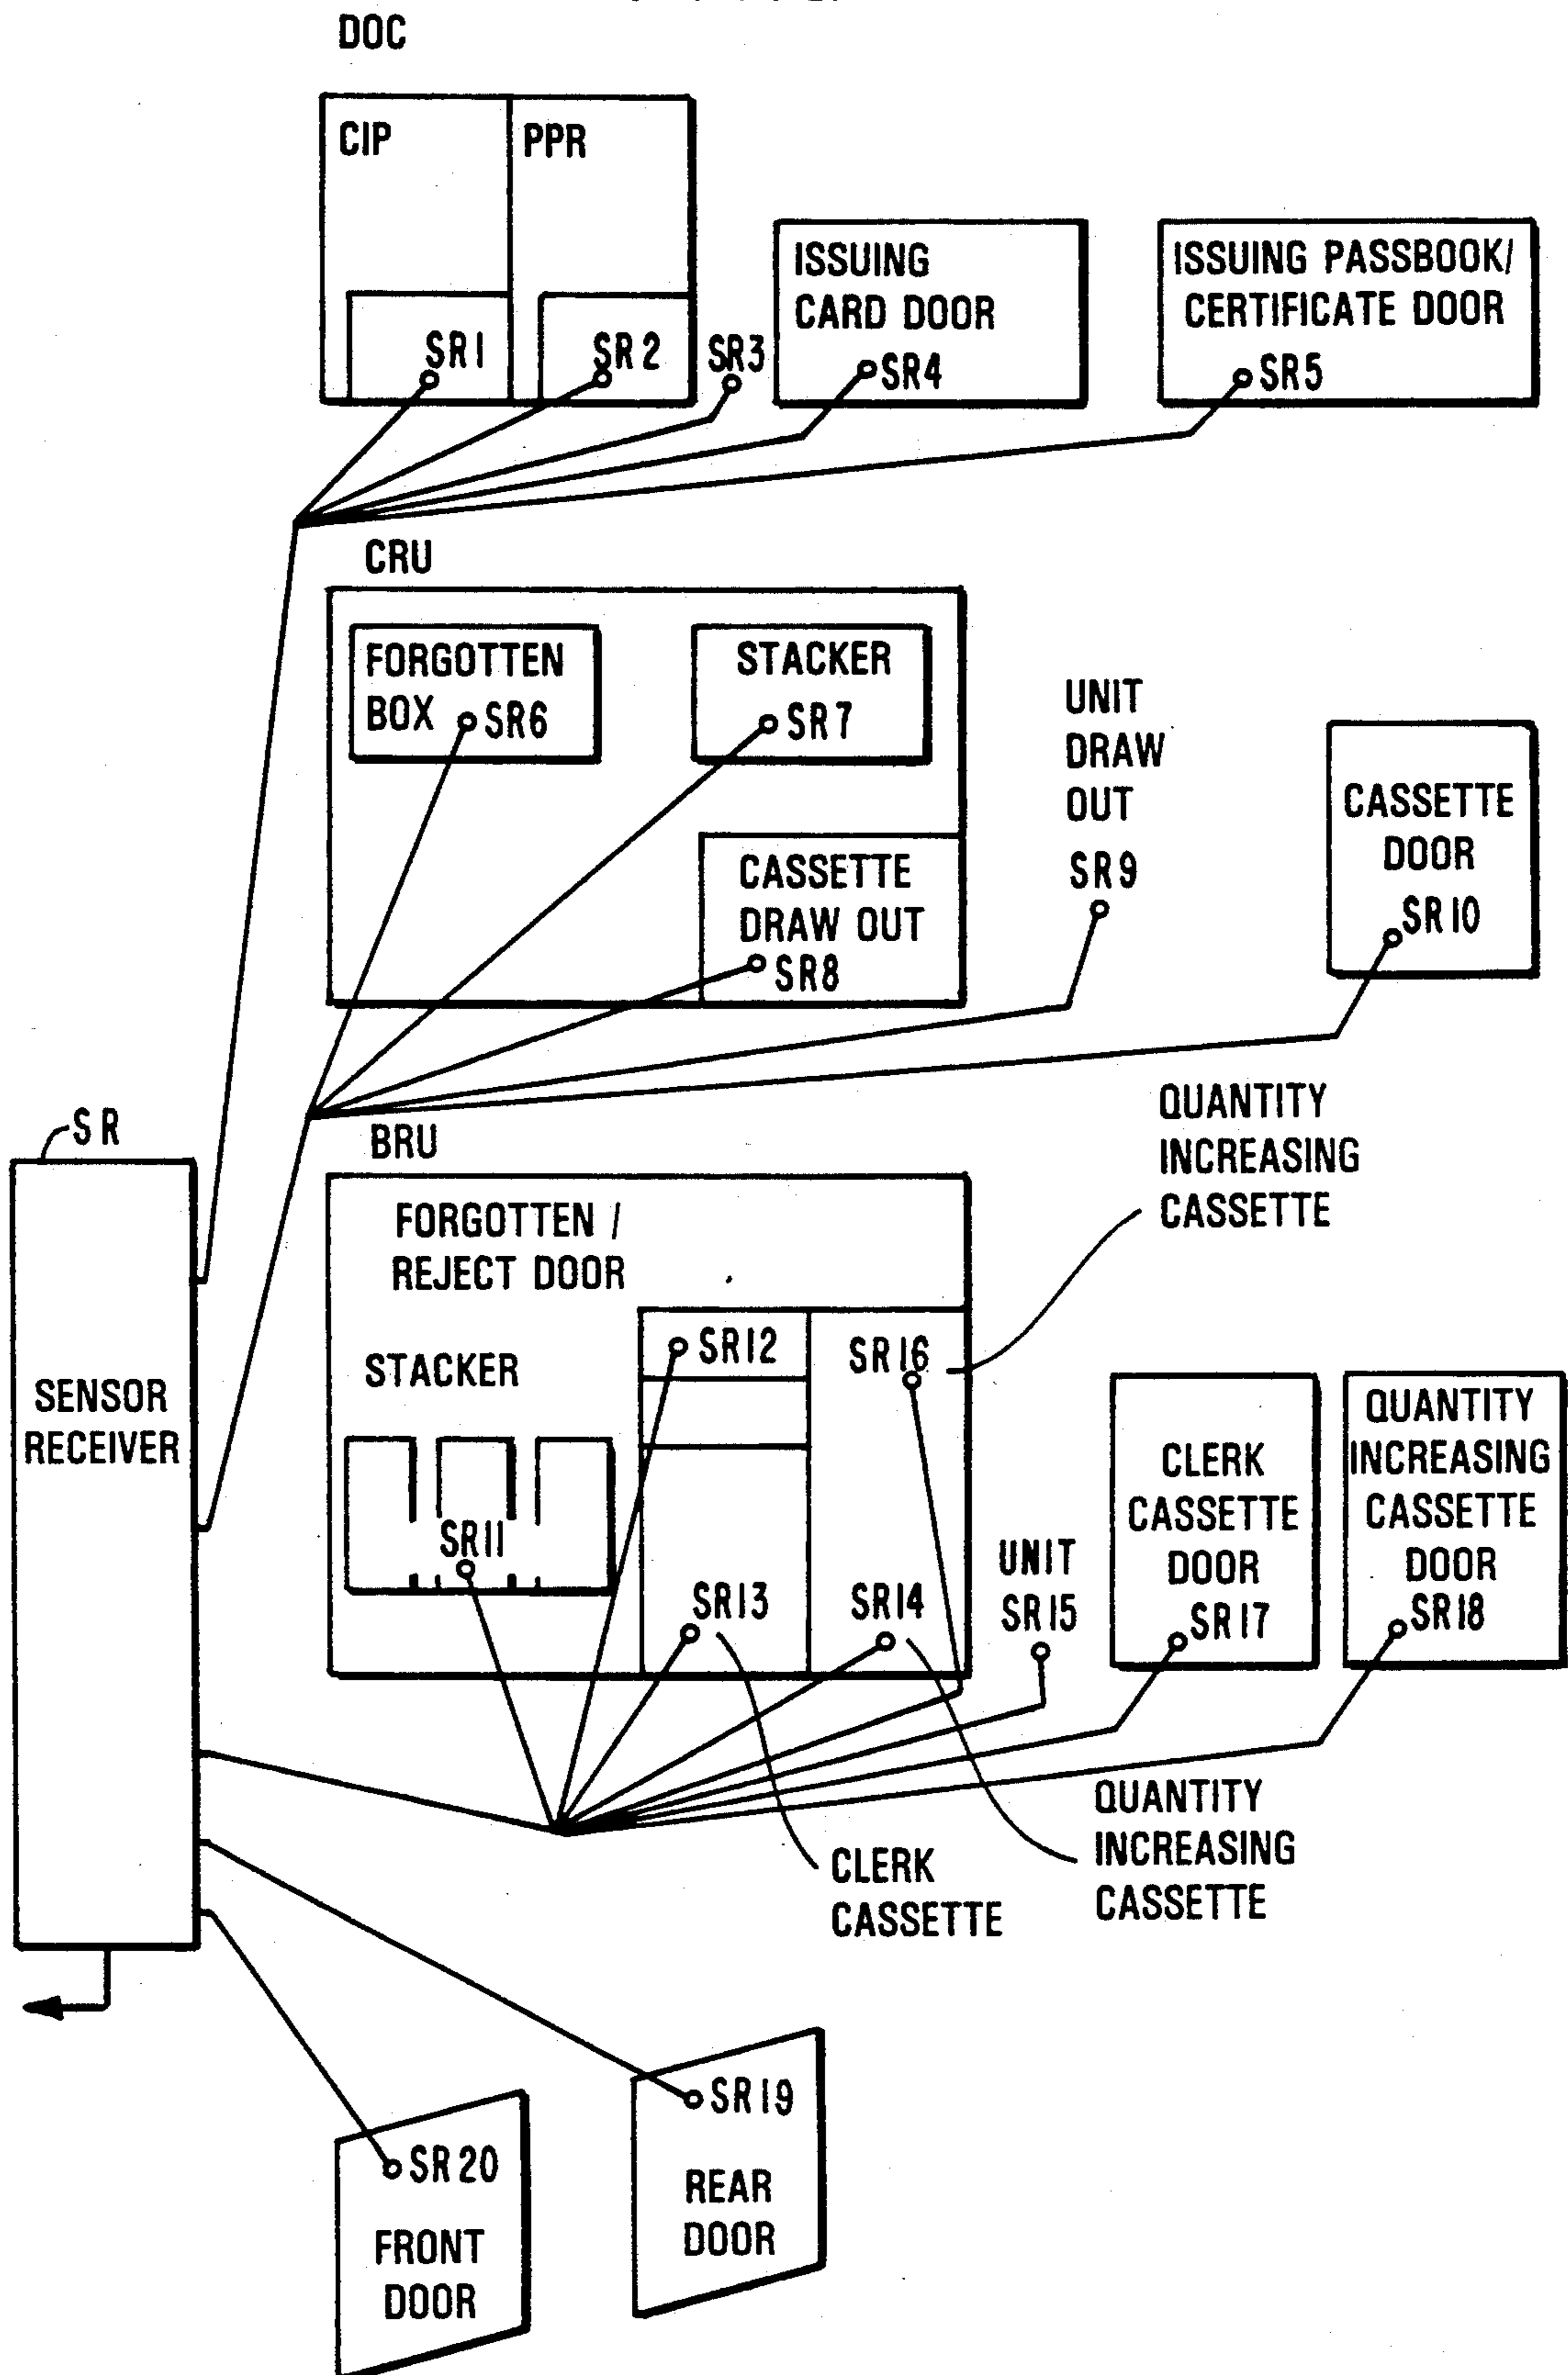 DOC
CIP
PPR
SR1
SR2
SR3
ISSUING
CARD DOOR
SR4
ISSUING PASSBOOK/
CERTIFICATE DOOR
SR5
CRU
FORGOTTEN
BOX
SR6
STACKER
SR7
CASSETTE
DRAW OUT
SR8
UNIT
DRAW
OUT
SR9
CASSETTE
DOOR
SR10
SR
SENSOR
RECEIVER
BRU
FORGOTTEN /
REJECT DOOR
STACKER
SR11
SR12
SR13
SR14
SR16
QUANTITY
INCREASING
CASSETTE
UNIT
SR15
CLERK
CASSETTE
DOOR
SR17
QUANTITY
INCREASING
CASSETTE
DOOR
SR18
CLERK
CASSETTE
QUANTITY
INCREASING
CASSETTE
SR19
REAR
DOOR
SR20
FRONT
DOOR